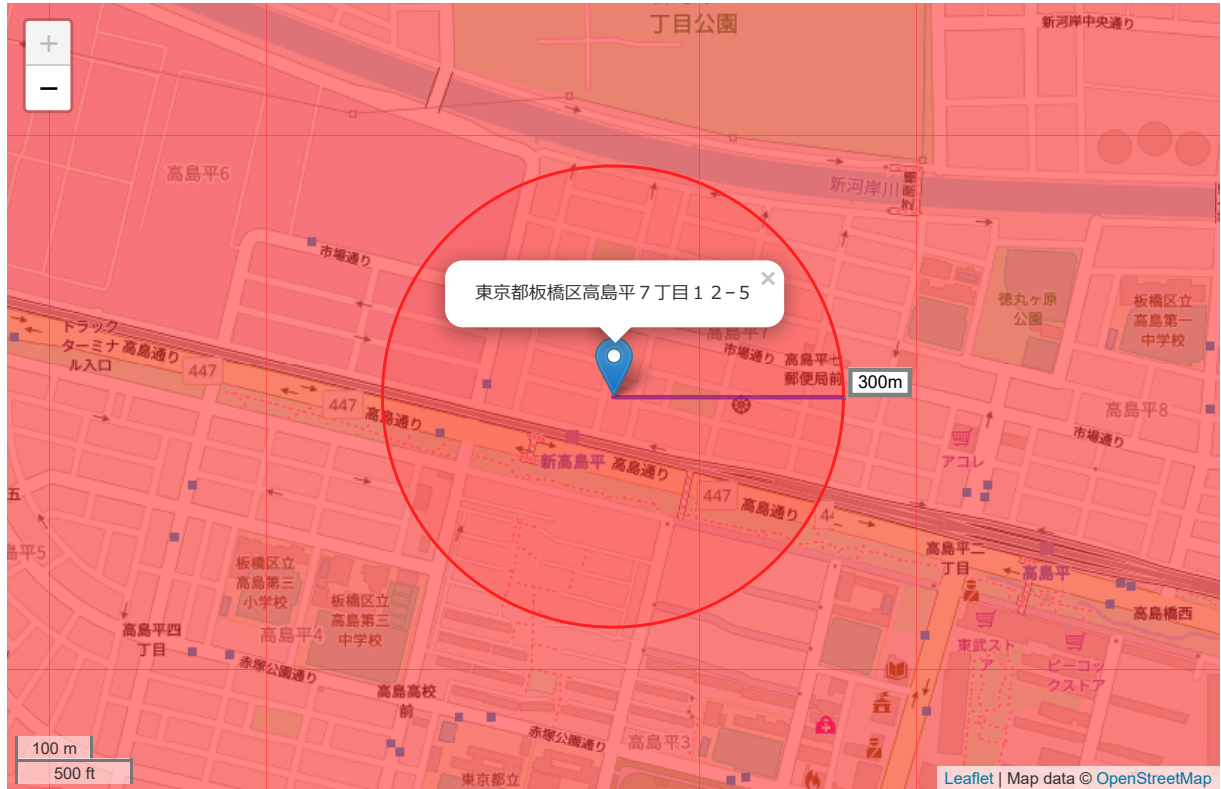 丁目公園
新河岸中央通り
+
−
高島平6
新河岸川
芝原橋
市場通り
東京都板橋区高島平７丁目１２−５
×
徳丸ヶ原
公園
板橋区立
高島第一
中学校
トラック
ターミナ
ル入口
高島通り
447
高島平7
市場通り
高島平七
郵便局前
300m
447
高島通り
高島平8
市場通り
アコレ
新高島平
高島通り
447
高島通り
44
五
島平5
板橋区立
高島第三
小学校
板橋区立
高島第三
中学校
高島平4
高島平四
丁目
赤塚公園通り
高島平二
丁目
高島平
高島橋西
東武スト
ア
ピーコッ
クストア
高島高校
前
赤塚公園通り
高島平3
東京都立
100 m
500 ft
Leaflet | Map data © OpenStreetMap